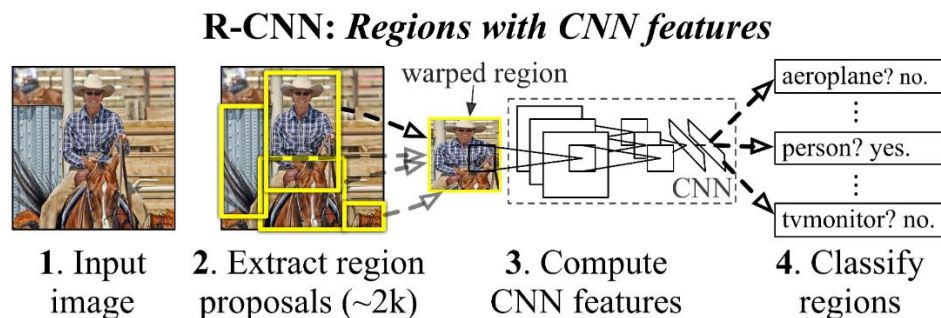 R-CNN: Regions with CNN features
warped region
aeroplane? no.
person? yes.
tvmonitor? no.
CNN
1. Input
image
2. Extract region
proposals (~2k)
3. Compute
CNN features
4. Classify
regions